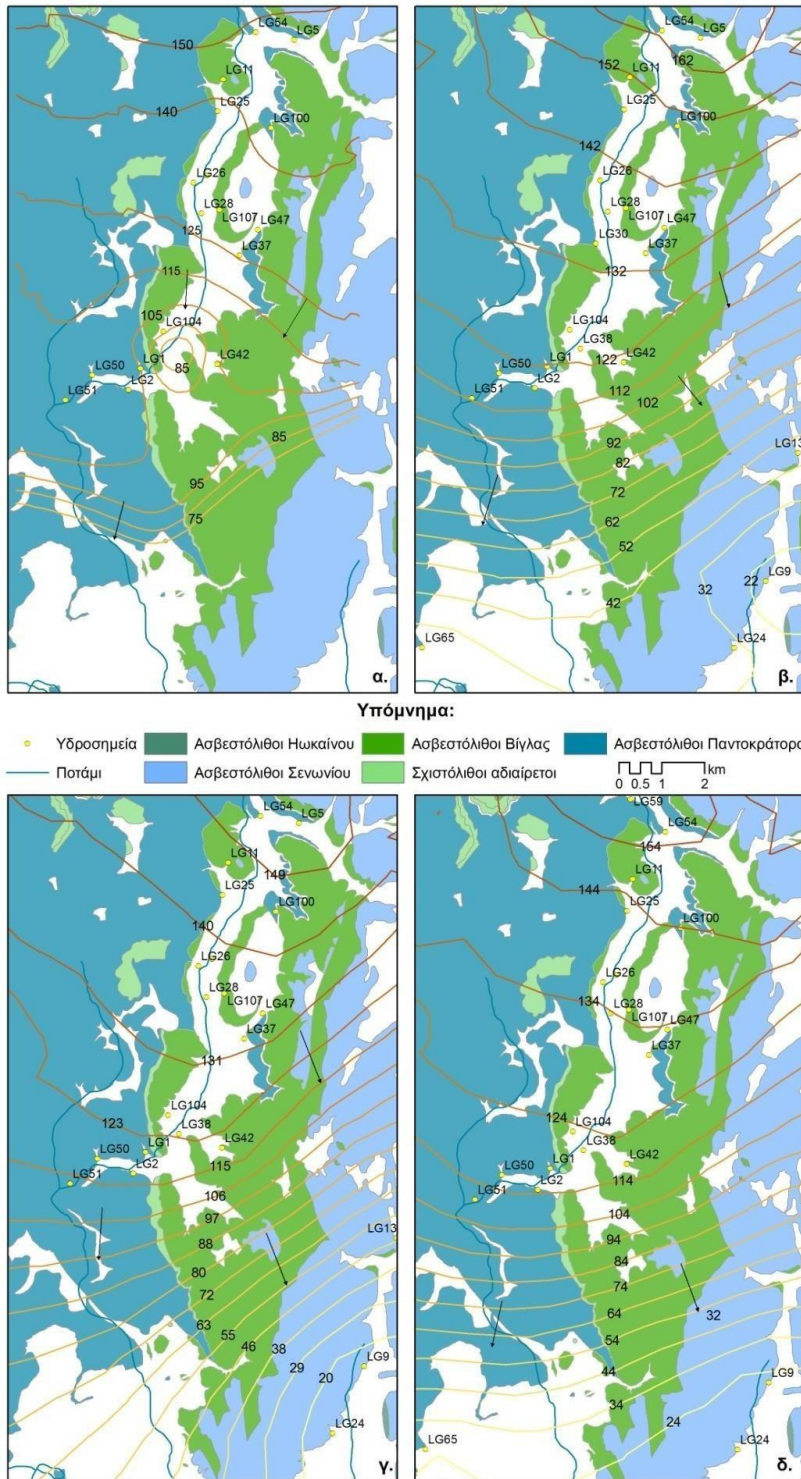 150
LG54
LG5
LG11
140
LG25
LG100
LG26
LG28
LG107
125
LG47
LG37
115
105
LG104
LG1
85
LG42
LG50
LG2
LG51
85
95
75
α.
LG54
LG5
162
152
LG11
LG25
LG100
142
LG26
LG28
LG107
LG47
LG30
LG37
132
LG104
LG38
LG1
122
LG42
LG50
LG2
LG51
112
102
92
82
LG13
72
62
52
32
22
LG9
42
LG65
LG24
β.
Υπόμνημα:
Υδροσημεία
Ασβεστόλιθοι Ηωκαίνου
Ασβεστόλιθοι Βίγλας
Ασβεστόλιθοι Παντοκράτορα
Ποτάμι
Ασβεστόλιθοι Σενωνίου
Σχιστόλιθοι αδιαίρετοι
km
0 0.5 1 2
LG54
LG5
LG11
149
LG25
LG100
140
LG26
LG28
LG107
LG47
LG37
131
LG104
123
LG38
LG1
LG42
LG50
LG2
115
LG51
106
97
88
LG13
80
72
63
55
46
38
29
20
LG9
LG24
γ.
LG59
LG54
154
LG11
144
LG25
LG100
LG26
134
LG28
LG107
LG47
LG37
124
LG104
LG38
LG1
LG42
LG50
114
LG2
LG51
104
94
84
74
64
32
54
44
LG9
34
24
LG65
LG24
δ.